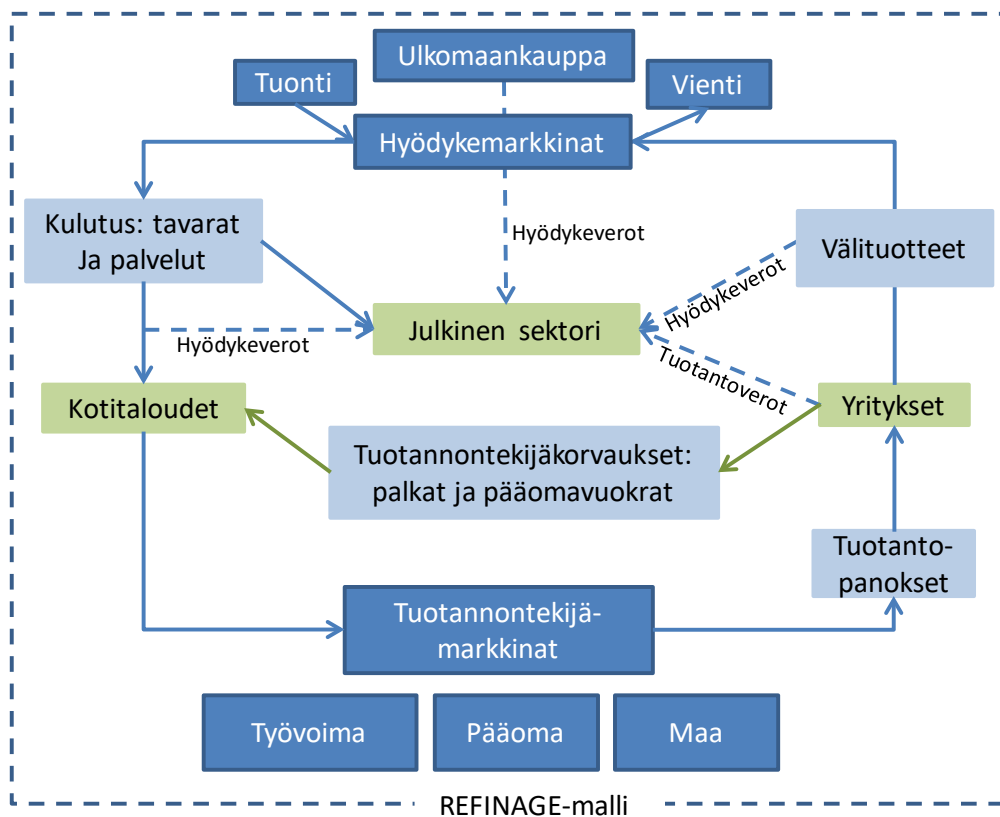 Ulkomaankauppa
Tuonti
Vienti
Hyödykemarkkinat
Kulutus: tavarat
Ja palvelut
Hyödykeverot
Välituotteet
Hyödykeverot
Julkinen sektori
Hyödykeverot
Tuotantoverot
Kotitaloudet
Yritykset
Tuotannontekijäkorvaukset:
palkat ja pääomavuokrat
Tuotanto-
panokset
Tuotannontekijä-
markkinat
Työvoima
Pääoma
Maa
REFINAGE-malli